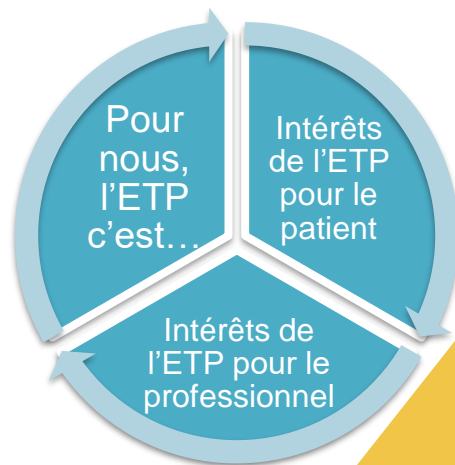 Pour
nous,
l’ETP
c’est…
Intérêts
de l’ETP
pour le
patient
Intérêts de
l’ETP pour le
professionnel